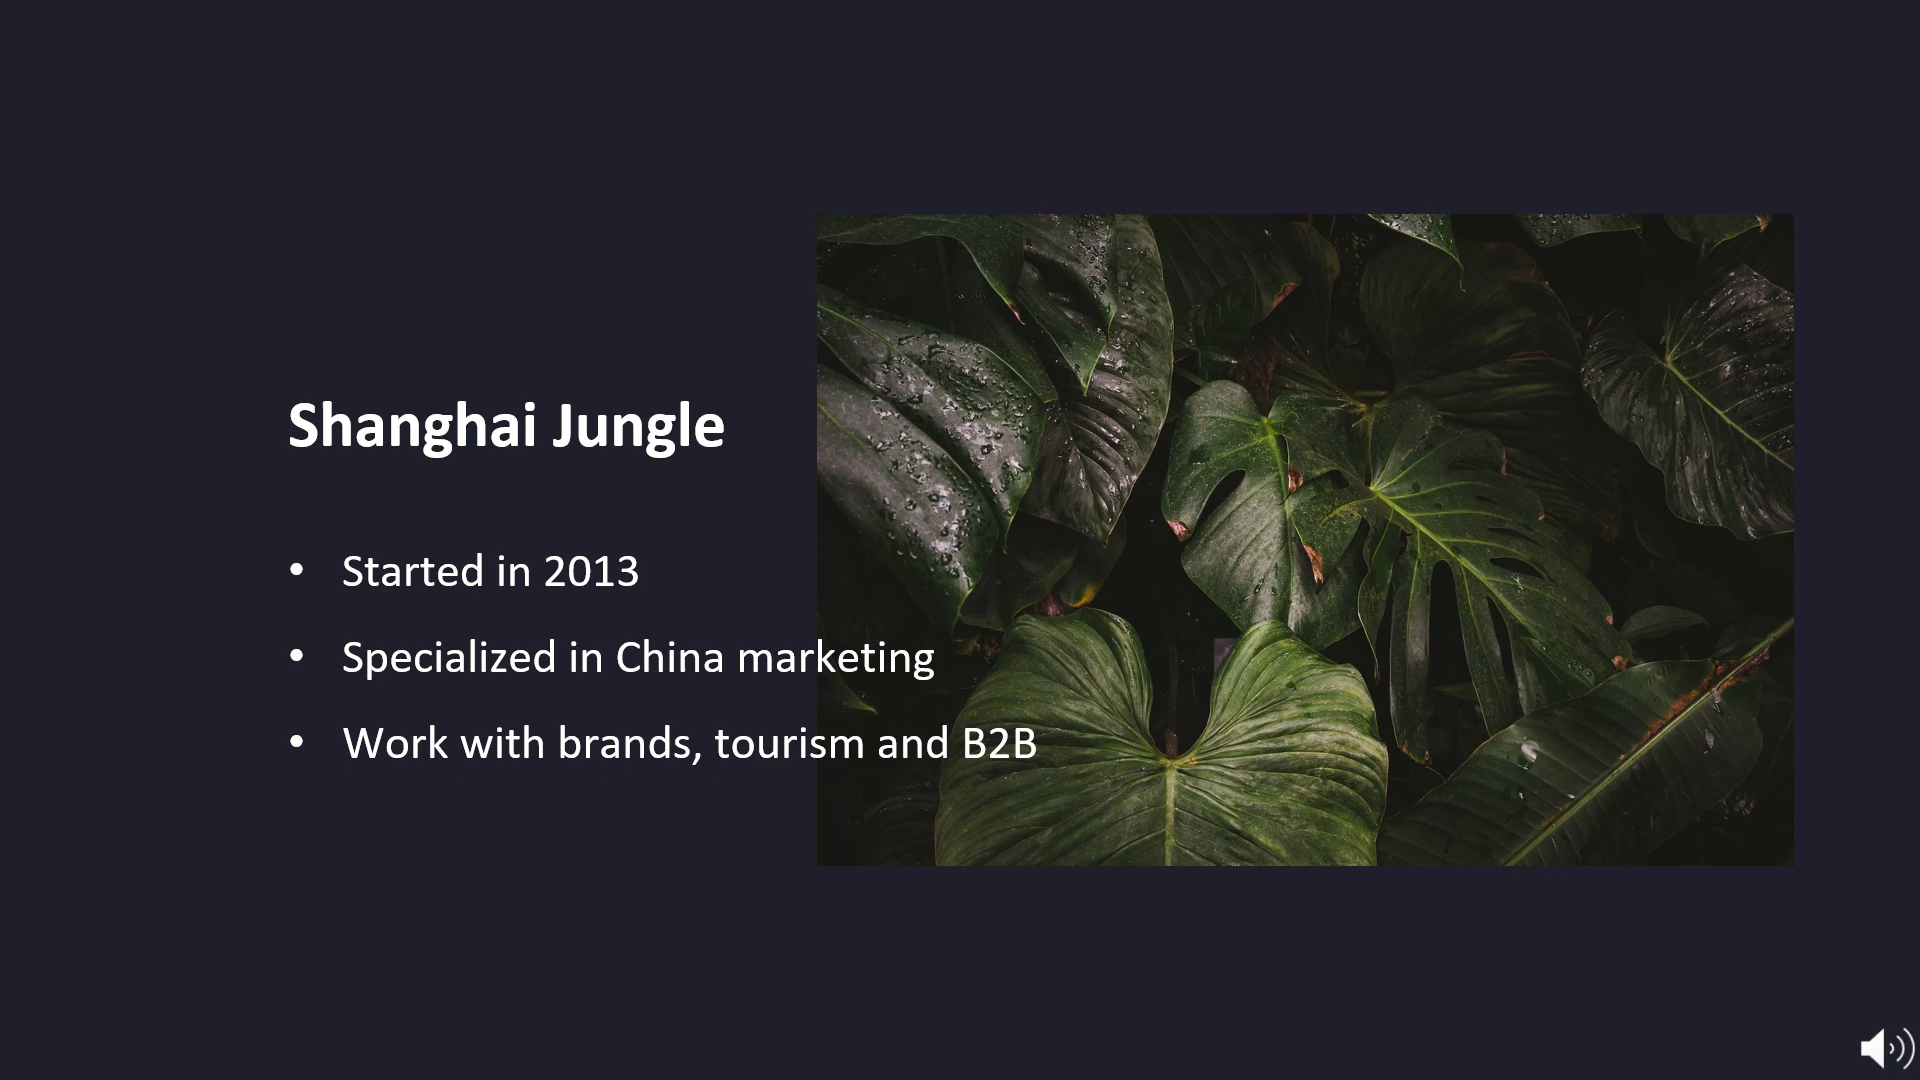 Shanghai Jungle
• Started in 2013
• Specialized in China marketing
• Work with brands, tourism and B2B